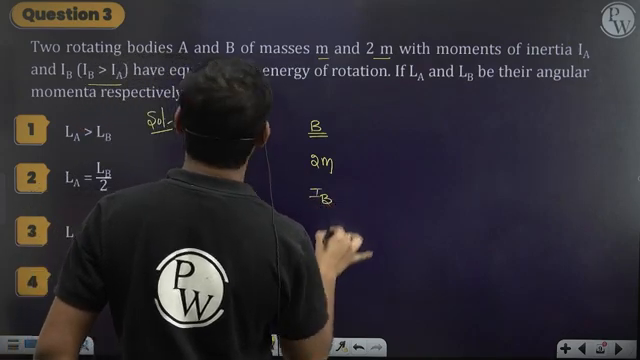 Question 3
Two rotating bodies A and B of masses m and 2 m with moments of inertia I_A
and I_B (I_B > I_A) have equ energy of rotation. If L_A and L_B be their angular
momenta respectively
Sol.
1 L_A > L_B
2 L_A = L_B/2
3 L
4
B
2m
I_B
PW
PW